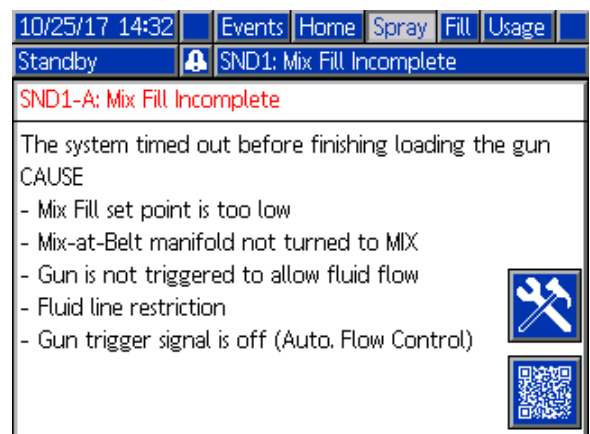 10/25/17 14:32 Events Home Spray Fill Usage
Standby SND1: Mix Fill Incomplete
SND1-A: Mix Fill Incomplete
The system timed out before finishing loading the gun
CAUSE
- Mix Fill set point is too low
- Mix-at-Belt manifold not turned to MIX
- Gun is not triggered to allow fluid flow
- Fluid line restriction
- Gun trigger signal is off (Auto. Flow Control)